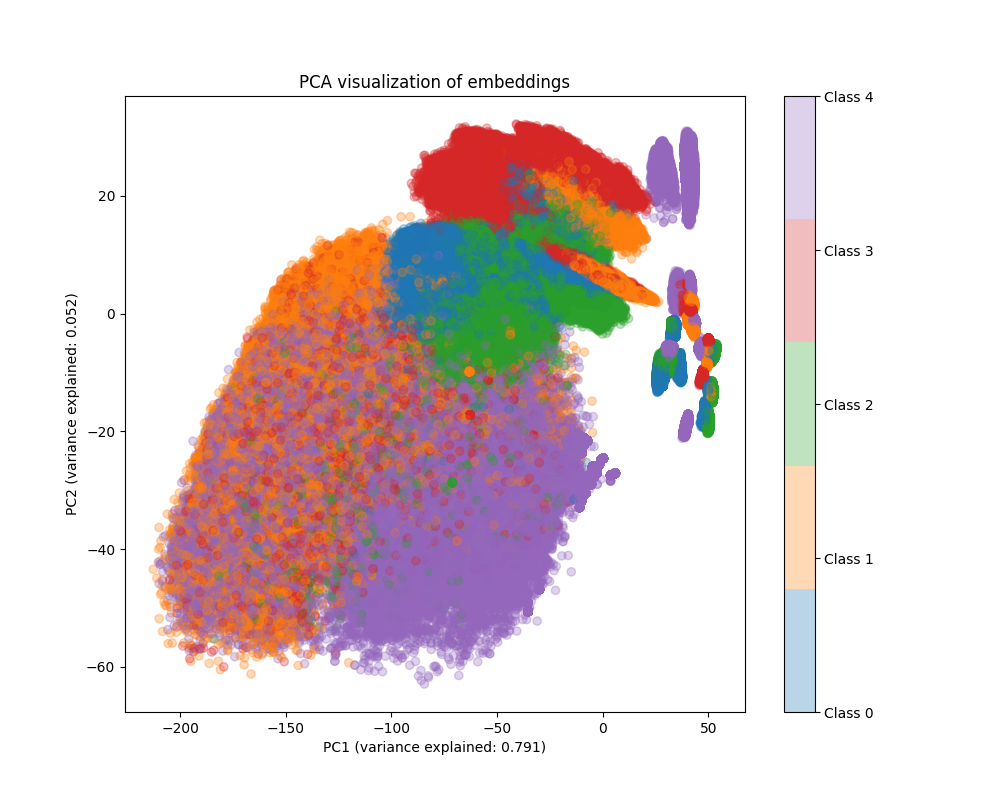 PCA visualization of embeddings
PC2 (variance explained: 0.052)
20
0
−20
−40
−60
−200
−150
−100
−50
0
50
PC1 (variance explained: 0.791)
Class 4
Class 3
Class 2
Class 1
Class 0